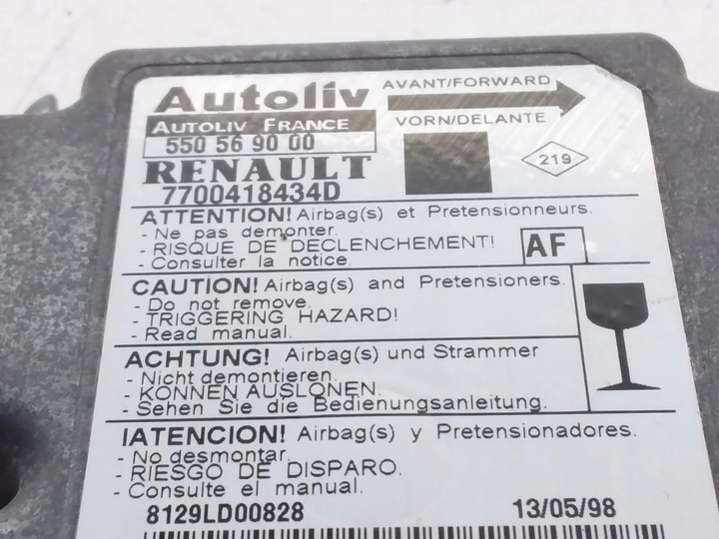 Autoliv
AVANT/FORWARD
AUTOLIV FRANCE
VORN/DELANTE
550 56 90 00
RENAULT
219
7700418434D
ATTENTION! Airbag(s) et Pretensionneurs.
- Ne pas demonter.
- RISQUE DE DECLENCHEMENT!
- Consulter la notice.
AF
CAUTION! Airbag(s) and Pretensioners.
- Do not remove.
- TRIGGERING HAZARD!
- Read manual.
ACHTUNG! Airbag(s) und Strammer
- Nicht demontieren.
- KONNEN AUSLONEN.
- Sehen Sie die Bedienungsanleitung.
!ATENCION! Airbag(s) y Pretensionadores.
- No desmontar.
- RIESGO DE DISPARO.
- Consulte el manual.
8129LD00828 13/05/98